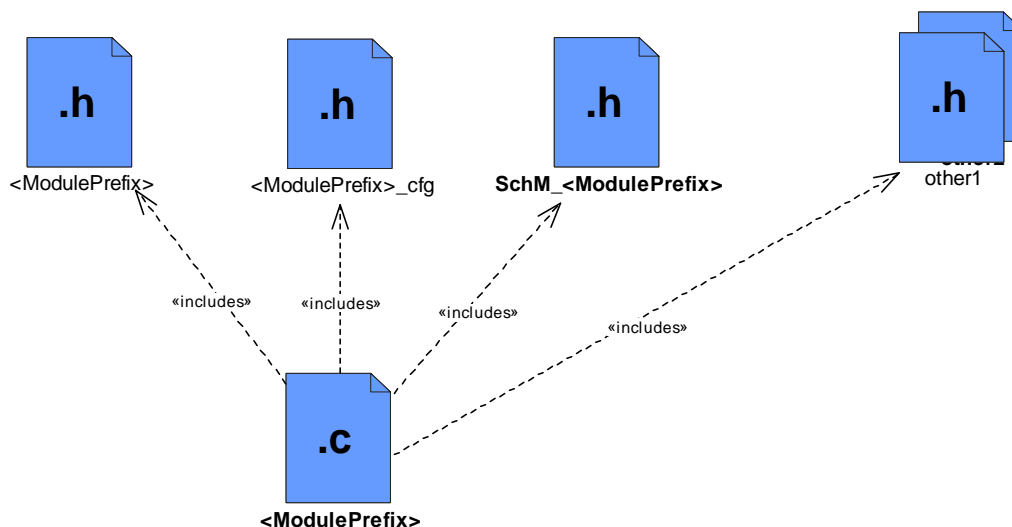 .h
.h
.h
.h
<ModulePrefix>
<ModulePrefix>_cfg
SchM_<ModulePrefix>
other1
«includes»
«includes»
«includes»
«includes»
.c
<ModulePrefix>